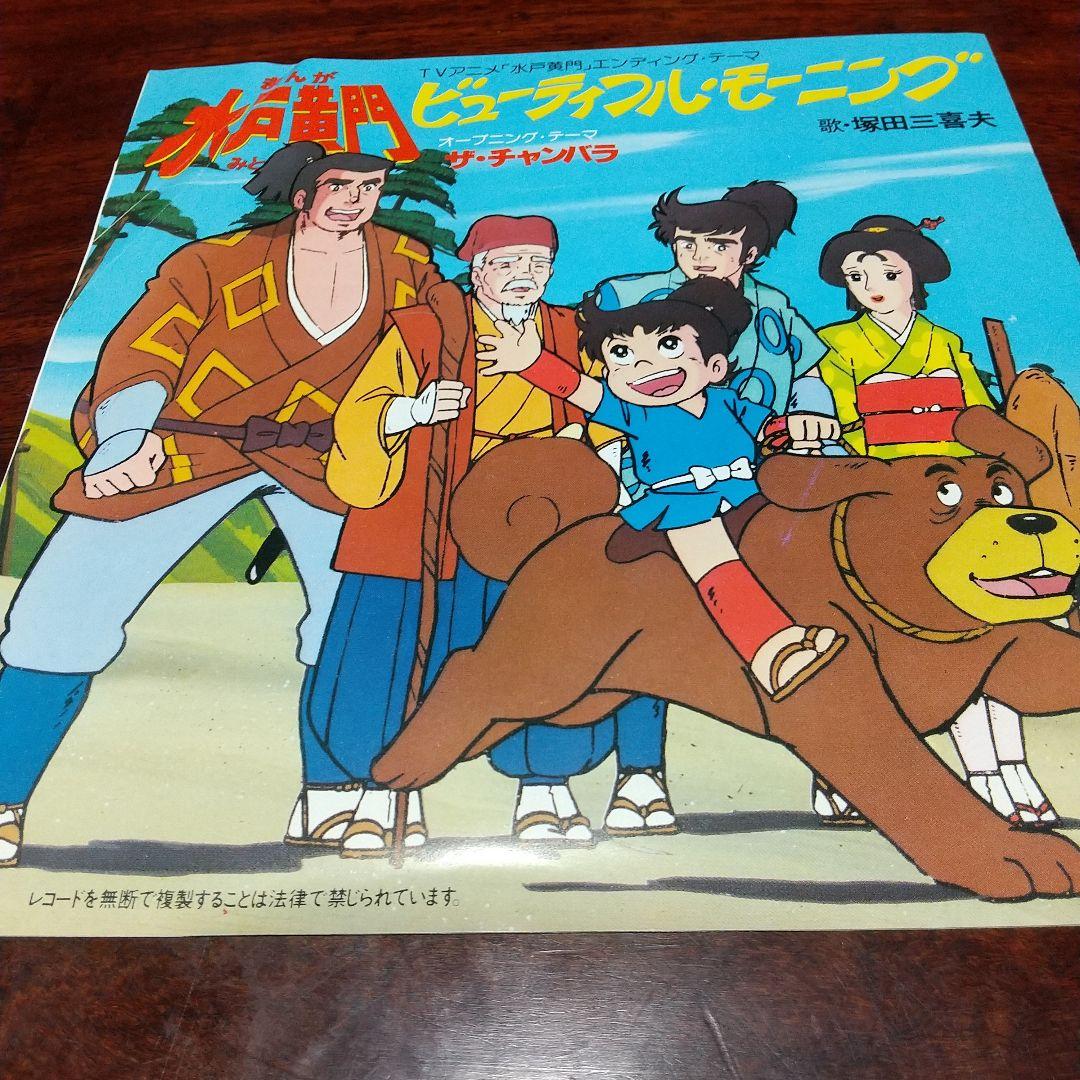 TVアニメ「水戸黄門」エンディング・テーマ
まんが
水戸黄門
みと
ビューティフル・モーニング
歌・塚田三喜夫
オープニング・テーマ
ザ・チャンバラ
レコードを無断で複製することは法律で禁じられています。